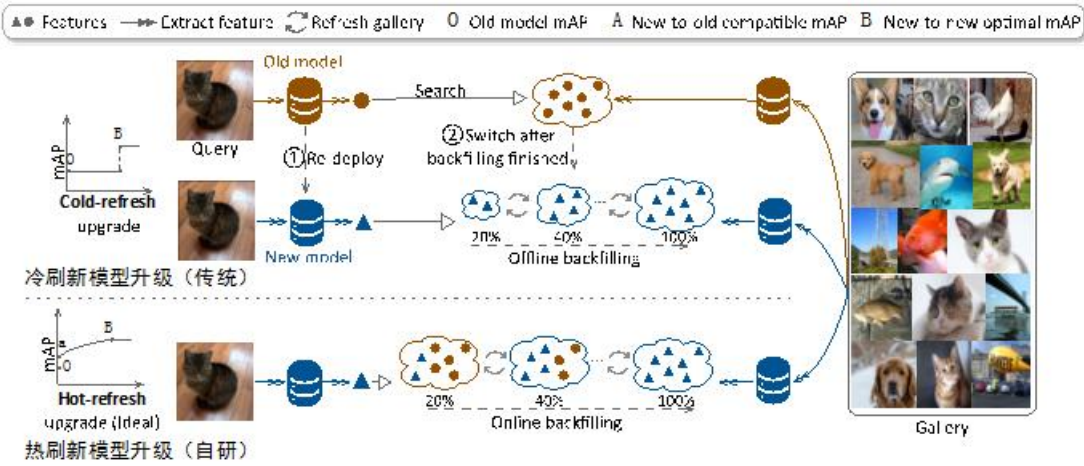 Features Extract feature Refresh gallery O Old model mAP A New to old compatible mAP B New to new optimal mAP
Old model
Search
Query
① Re-deploy
② Switch after
backfilling finished
B
O
mAP
Cold-refresh
upgrade
20% 40% ... 100%
New model
Offline backfilling
冷刷新模型升级（传统）
B
a
O
mAP
Hot-refresh
upgrade (Ideal)
20% 40% ... 100%
Online backfilling
热刷新模型升级（自研）
Gallery